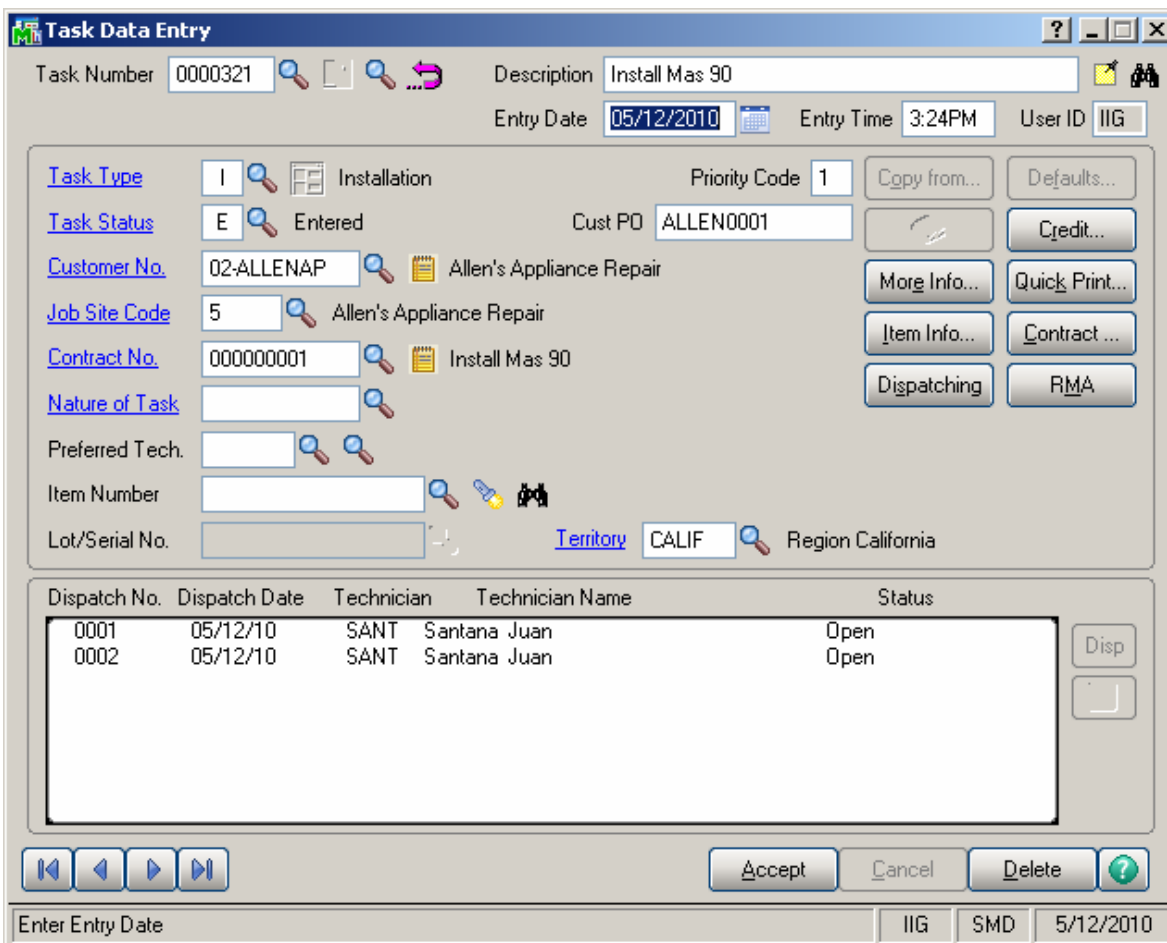 Task Data Entry
Task Number 0000321 Description Install Mas 90
Entry Date 05/12/2010 Entry Time 3:24PM User ID IIG
Task Type I Installation Priority Code 1 Copy from... Defaults...
Task Status E Entered Cust PO ALLEN0001 Credit...
Customer No. 02-ALLENAP Allen's Appliance Repair More Info... Quick Print...
Job Site Code 5 Allen's Appliance Repair
Item Info... Contract ...
Contract No. 000000001 Install Mas 90
Dispatching RMA
Nature of Task
Preferred Tech.
Item Number
Lot/Serial No. Territory CALIF Region California
Dispatch No. Dispatch Date Technician Technician Name Status
0001 05/12/10 SANT Santana Juan Open
0002 05/12/10 SANT Santana Juan Open
Disp
Accept Cancel Delete
Enter Entry Date IIG SMD 5/12/2010